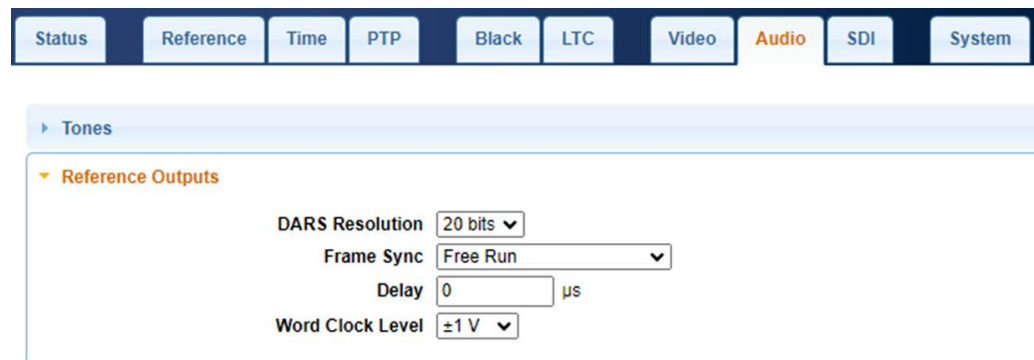 Status Reference Time PTP Black LTC Video Audio SDI System
Tones
Reference Outputs
DARS Resolution 20 bits
Frame Sync Free Run
Delay 0 µs
Word Clock Level ±1 V